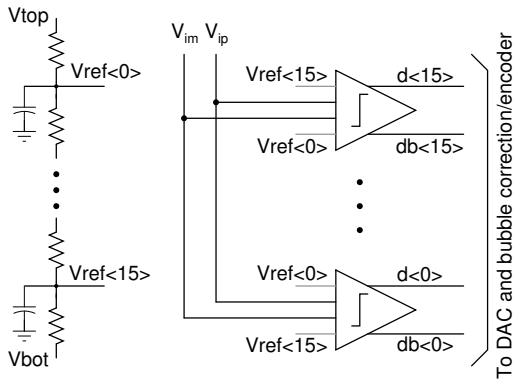 Vtop
Vref<0>
Vref<15>
Vbot
Vim Vip
Vref<15>
d<15>
Vref<0>
db<15>
Vref<0>
d<0>
Vref<15>
db<0>
To DAC and bubble correction/encoder